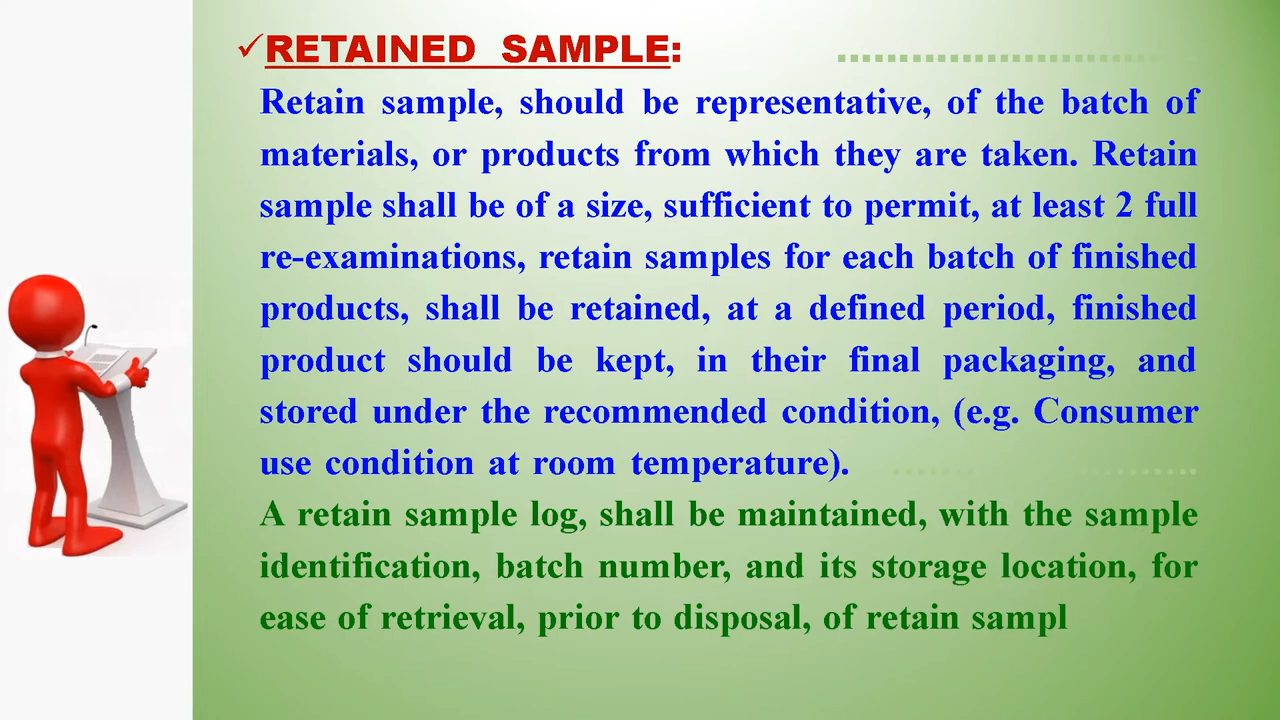 ✓RETAINED SAMPLE:
Retain sample, should be representative, of the batch of
materials, or products from which they are taken. Retain
sample shall be of a size, sufficient to permit, at least 2 full
re-examinations, retain samples for each batch of finished
products, shall be retained, at a defined period, finished
product should be kept, in their final packaging, and
stored under the recommended condition, (e.g. Consumer
use condition at room temperature).
A retain sample log, shall be maintained, with the sample
identification, batch number, and its storage location, for
ease of retrieval, prior to disposal, of retain sampl